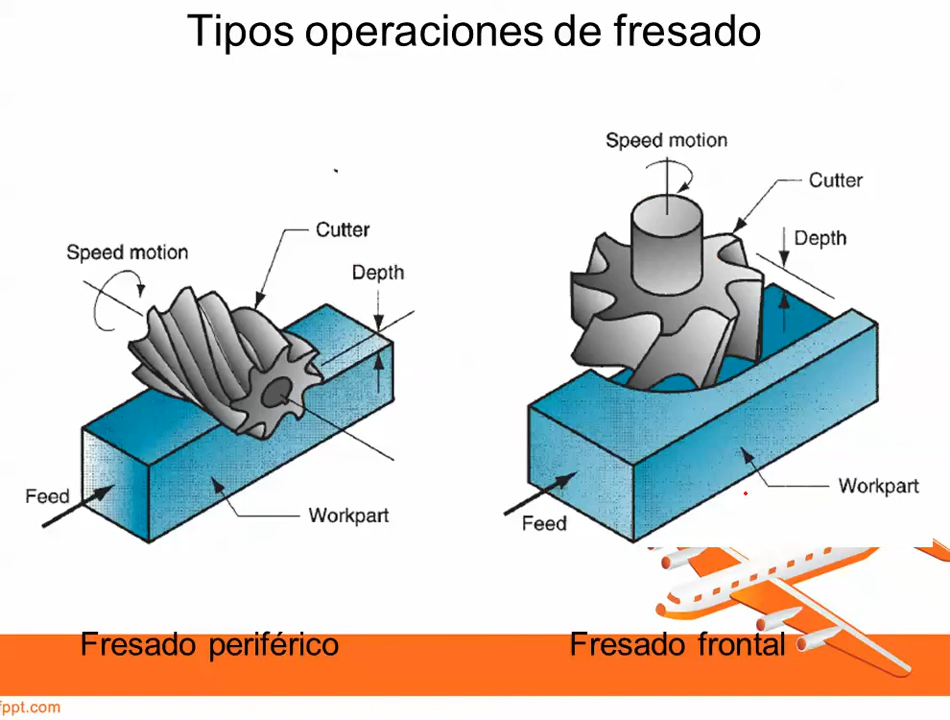 Tipos operaciones de fresado
Speed motion
Cutter
Depth
Feed
Workpart
Speed motion
Cutter
Depth
Feed
Workpart
Fresado periférico
Fresado frontal
fppt.com